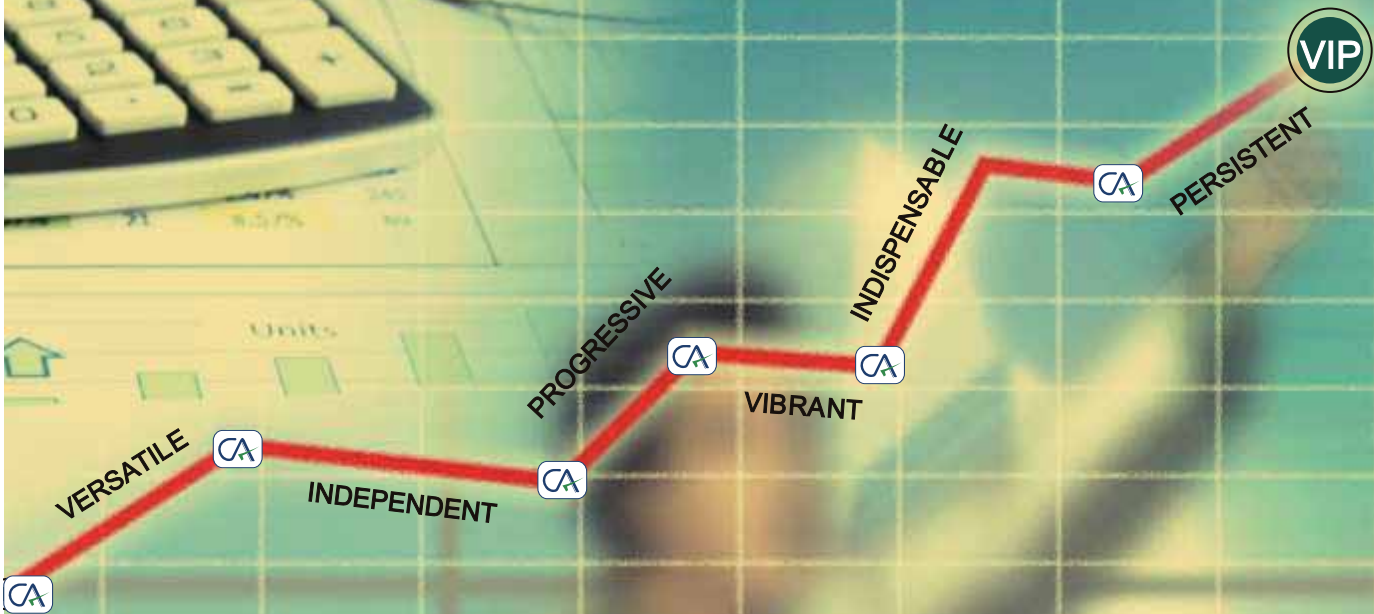 VIP
PERSISTENT
INDISPENSABLE
PROGRESSIVE
VIBRANT
VERSATILE
INDEPENDENT
Units
CA
CA
CA
CA
CA
CA